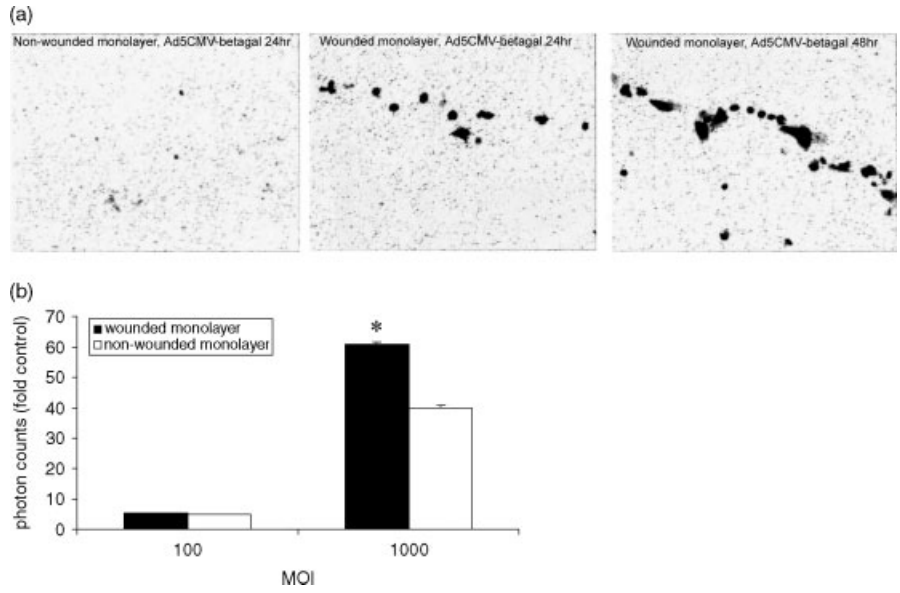 (a)
Non-wounded monolayer, Ad5CMV-betagal 24hr
Wounded monolayer, Ad5CMV-betagal 24hr
Wounded monolayer, Ad5CMV-betagal 48hr
(b)
70
60
50
40
30
20
10
0
photon counts (fold control)
wounded monolayer
non-wounded monolayer
*
100
1000
MOI